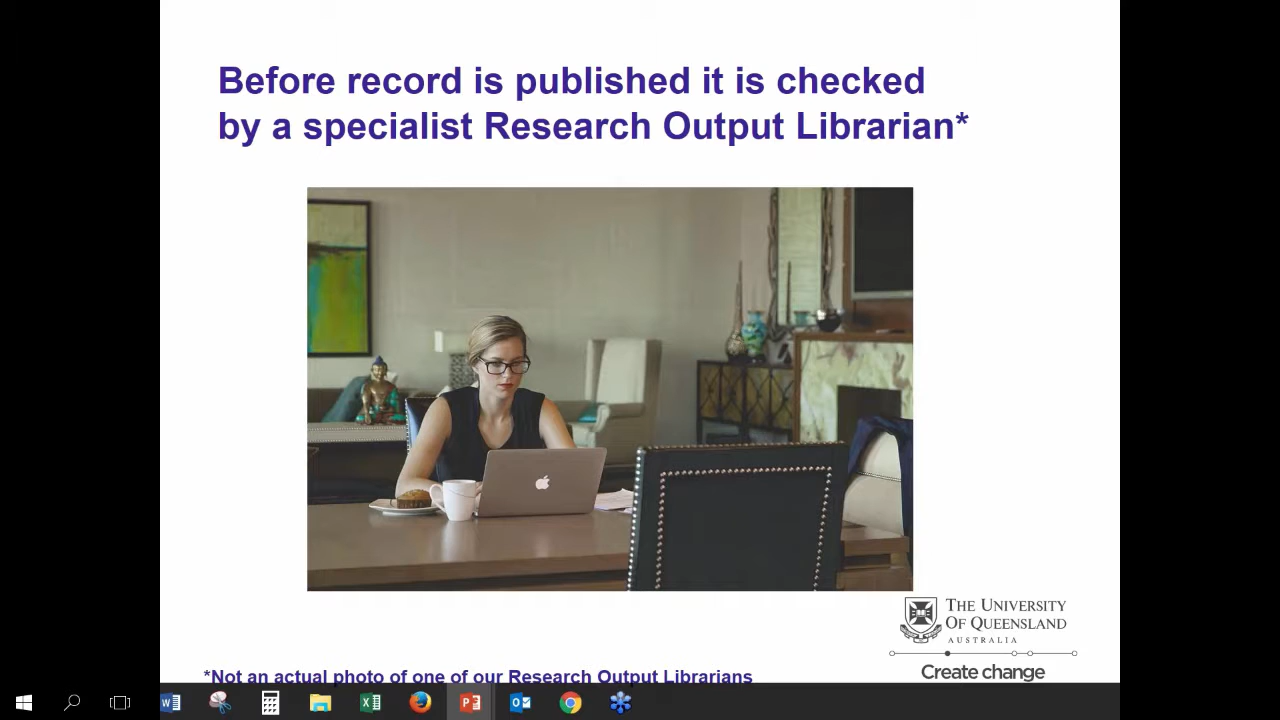 Before record is published it is checked
by a specialist Research Output Librarian*
THE UNIVERSITY
OF QUEENSLAND
AUSTRALIA
Create change
*Not an actual photo of one of our Research Output Librarians